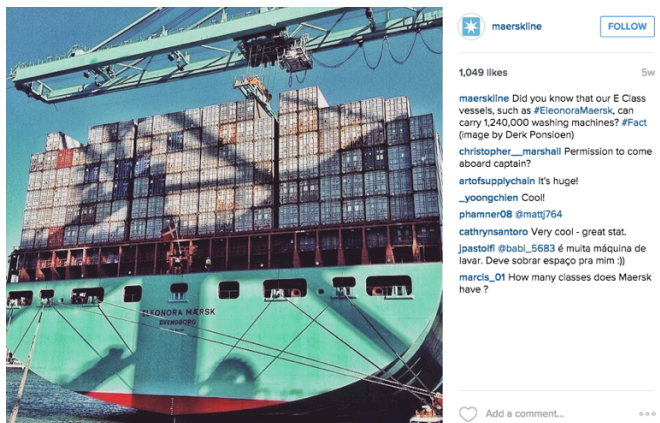 maerskline
FOLLOW
1,049 likes
5w
maerskline Did you know that our E Class
vessels, such as #EleonoraMaersk, can
carry 1,240,000 washing machines? #Fact
(image by Derk Ponsioen)
christopher__marshall Permission to come
aboard captain?
artofsupplychain It's huge!
_yoongchien Cool!
phamner08 @mattj764
cathrynsantoro Very cool - great stat.
jpastolfi @babi_5683 é muita máquina de
lavar. Deve sobrar espaço pra mim :))
marcis_01 How many classes does Maersk
have ?
Add a comment...
ELEONORA MÆRSK
SVENDBORG